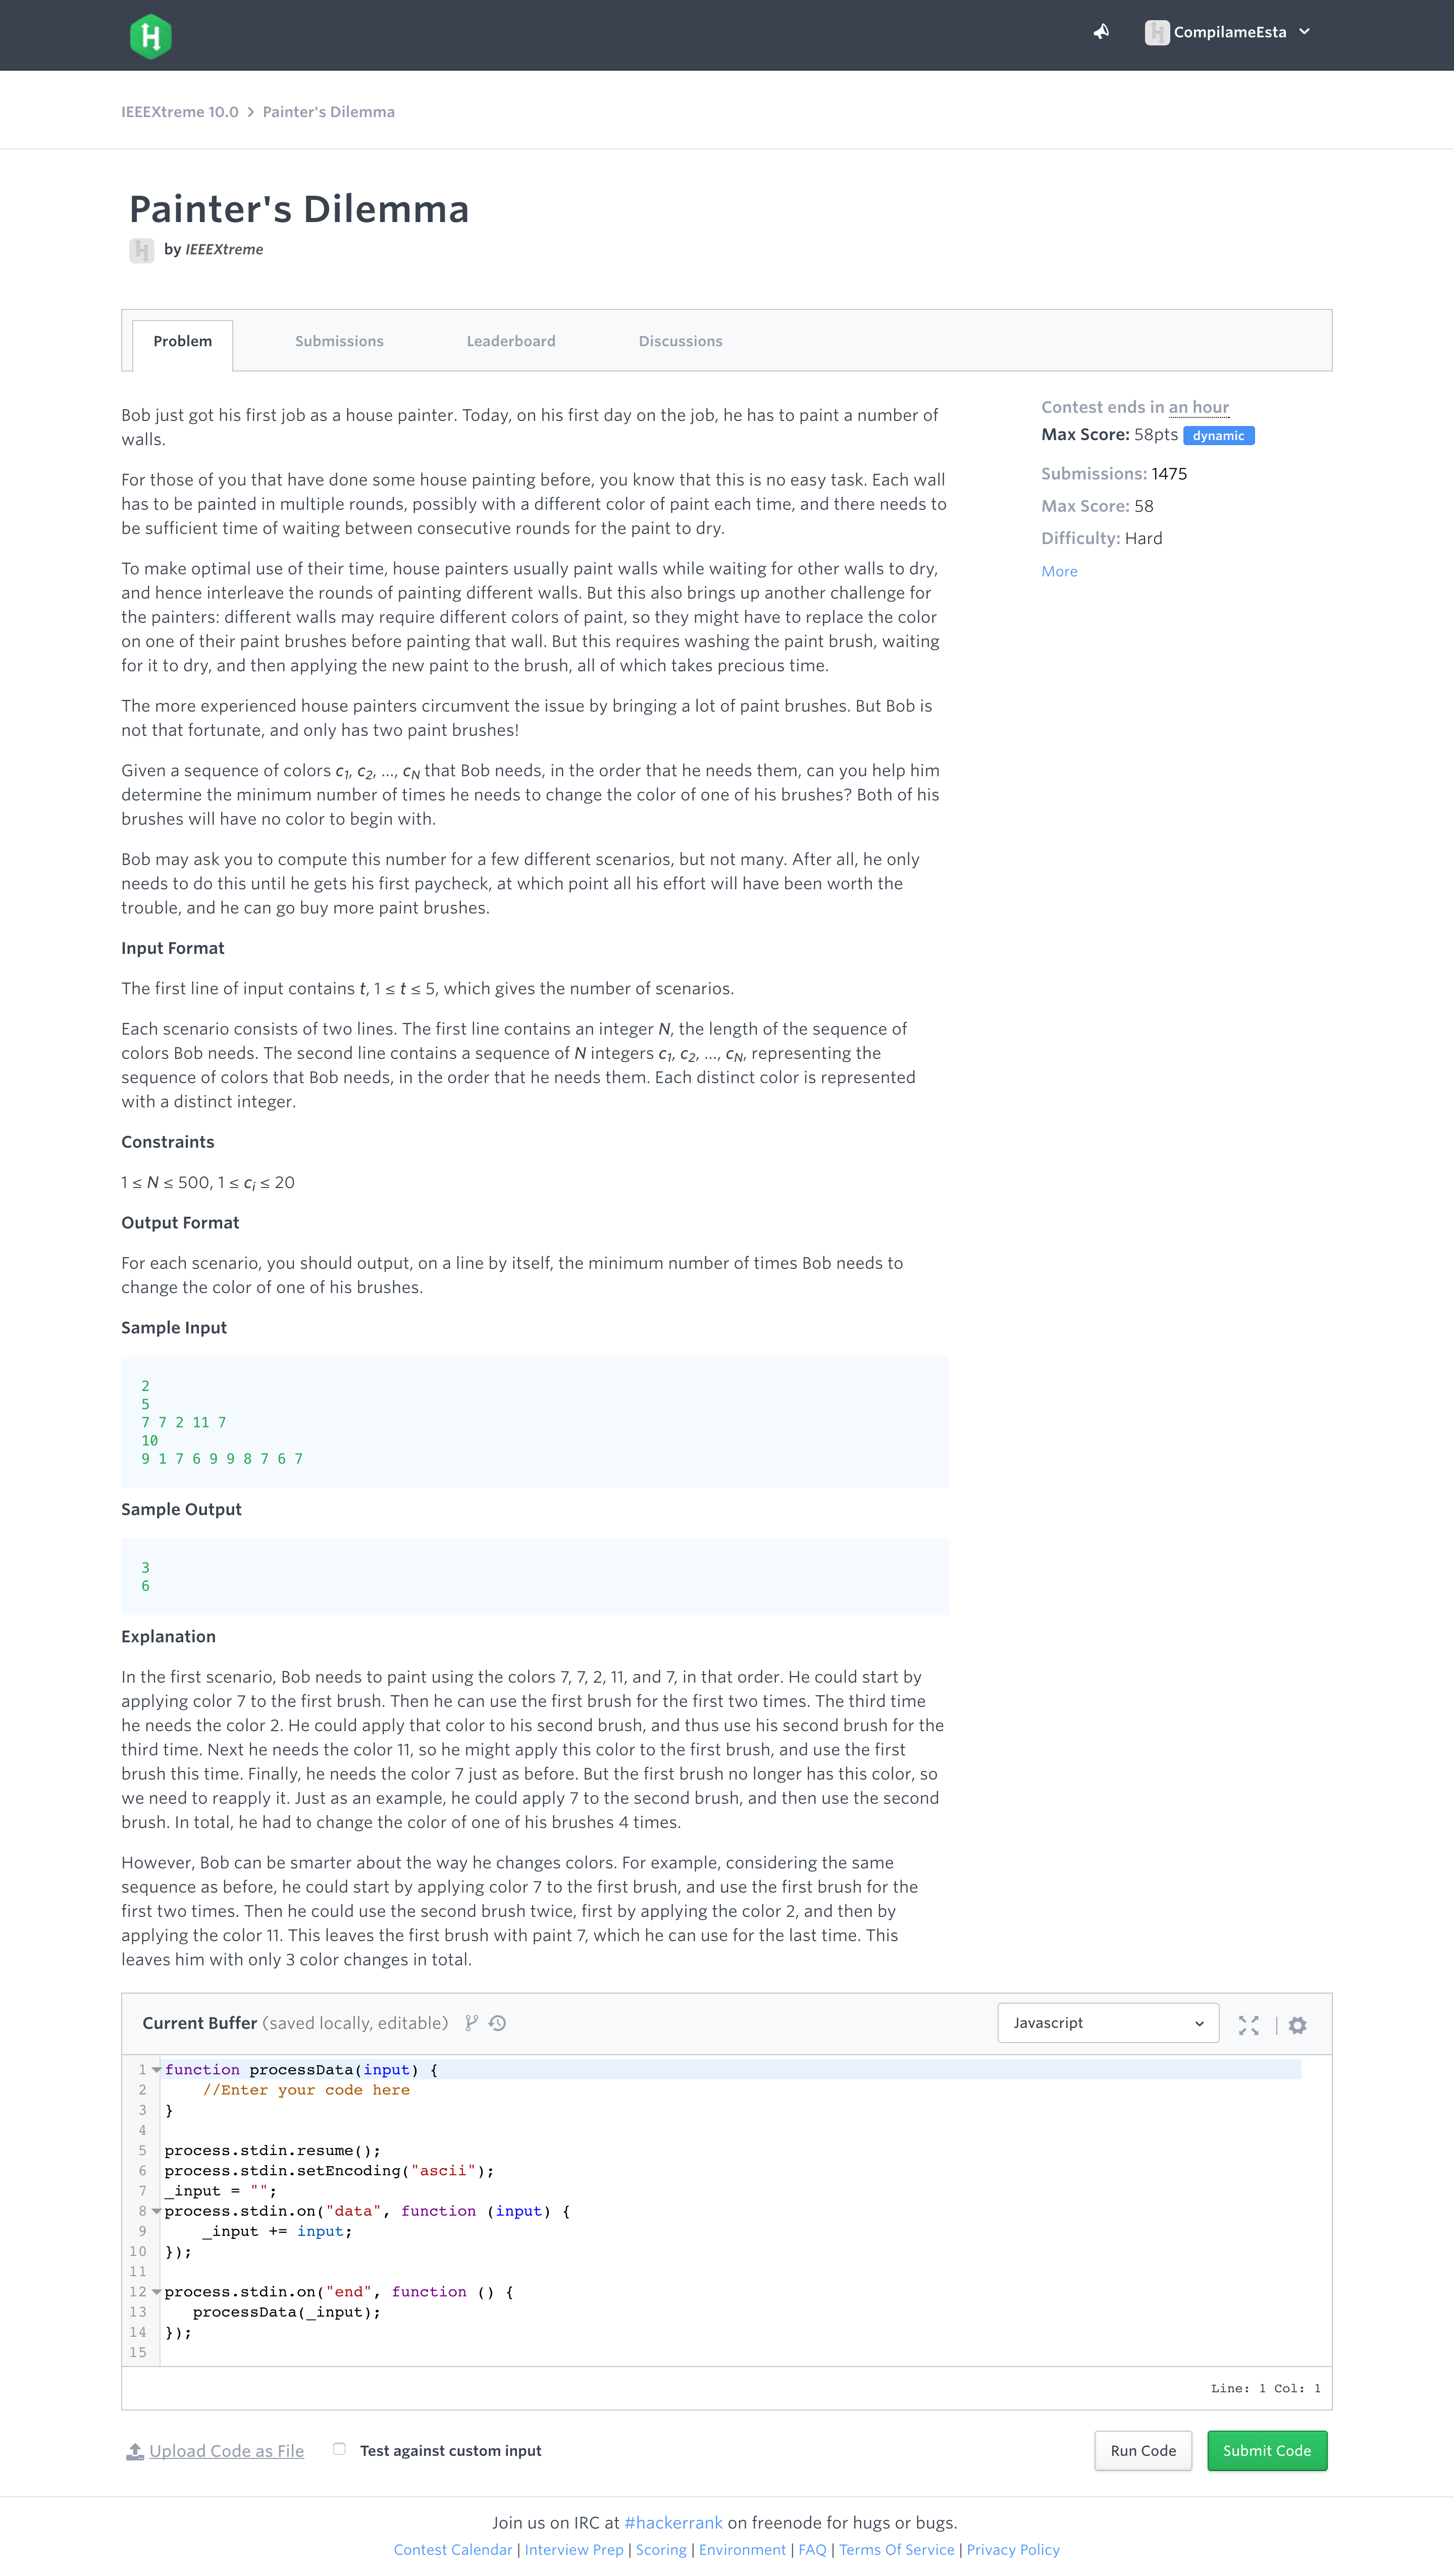 H
CompilameEsta
IEEEXtreme 10.0 > Painter's Dilemma
Painter's Dilemma
by IEEEXtreme
Problem Submissions Leaderboard Discussions
Bob just got his first job as a house painter. Today, on his first day on the job, he has to paint a number of
walls.
For those of you that have done some house painting before, you know that this is no easy task. Each wall
has to be painted in multiple rounds, possibly with a different color of paint each time, and there needs to
be sufficient time of waiting between consecutive rounds for the paint to dry.
To make optimal use of their time, house painters usually paint walls while waiting for other walls to dry,
and hence interleave the rounds of painting different walls. But this also brings up another challenge for
the painters: different walls may require different colors of paint, so they might have to replace the color
on one of their paint brushes before painting that wall. But this requires washing the paint brush, waiting
for it to dry, and then applying the new paint to the brush, all of which takes precious time.
The more experienced house painters circumvent the issue by bringing a lot of paint brushes. But Bob is
not that fortunate, and only has two paint brushes!
Given a sequence of colors c1, c2, ..., cN that Bob needs, in the order that he needs them, can you help him
determine the minimum number of times he needs to change the color of one of his brushes? Both of his
brushes will have no color to begin with.
Bob may ask you to compute this number for a few different scenarios, but not many. After all, he only
needs to do this until he gets his first paycheck, at which point all his effort will have been worth the
trouble, and he can go buy more paint brushes.
Input Format
The first line of input contains t, 1 ≤ t ≤ 5, which gives the number of scenarios.
Each scenario consists of two lines. The first line contains an integer N, the length of the sequence of
colors Bob needs. The second line contains a sequence of N integers c1, c2, ..., cN, representing the
sequence of colors that Bob needs, in the order that he needs them. Each distinct color is represented
with a distinct integer.
Constraints
1 ≤ N ≤ 500, 1 ≤ ci ≤ 20
Output Format
For each scenario, you should output, on a line by itself, the minimum number of times Bob needs to
change the color of one of his brushes.
Sample Input
2
5
7 7 2 11 7
10
9 1 7 6 9 9 8 7 6 7
Sample Output
3
6
Explanation
In the first scenario, Bob needs to paint using the colors 7, 7, 2, 11, and 7, in that order. He could start by
applying color 7 to the first brush. Then he can use the first brush for the first two times. The third time
he needs the color 2. He could apply that color to his second brush, and thus use his second brush for the
third time. Next he needs the color 11, so he might apply this color to the first brush, and use the first
brush this time. Finally, he needs the color 7 just as before. But the first brush no longer has this color, so
we need to reapply it. Just as an example, he could apply 7 to the second brush, and then use the second
brush. In total, he had to change the color of one of his brushes 4 times.
However, Bob can be smarter about the way he changes colors. For example, considering the same
sequence as before, he could start by applying color 7 to the first brush, and use the first brush for the
first two times. Then he could use the second brush twice, first by applying the color 2, and then by
applying the color 11. This leaves the first brush with paint 7, which he can use for the last time. This
leaves him with only 3 color changes in total.
Contest ends in an hour
Max Score: 58pts dynamic
Submissions: 1475
Max Score: 58
Difficulty: Hard
More
Current Buffer (saved locally, editable) Javascript
1 function processData(input) {
2 //Enter your code here
3 }
4
5 process.stdin.resume();
6 process.stdin.setEncoding("ascii");
7 _input = "";
8 process.stdin.on("data", function (input) {
9 _input += input;
10 });
11
12 process.stdin.on("end", function () {
13 processData(_input);
14 });
15
Line: 1 Col: 1
Upload Code as File Test against custom input Run Code Submit Code
Join us on IRC at #hackerrank on freenode for hugs or bugs.
Contest Calendar | Interview Prep | Scoring | Environment | FAQ | Terms Of Service | Privacy Policy